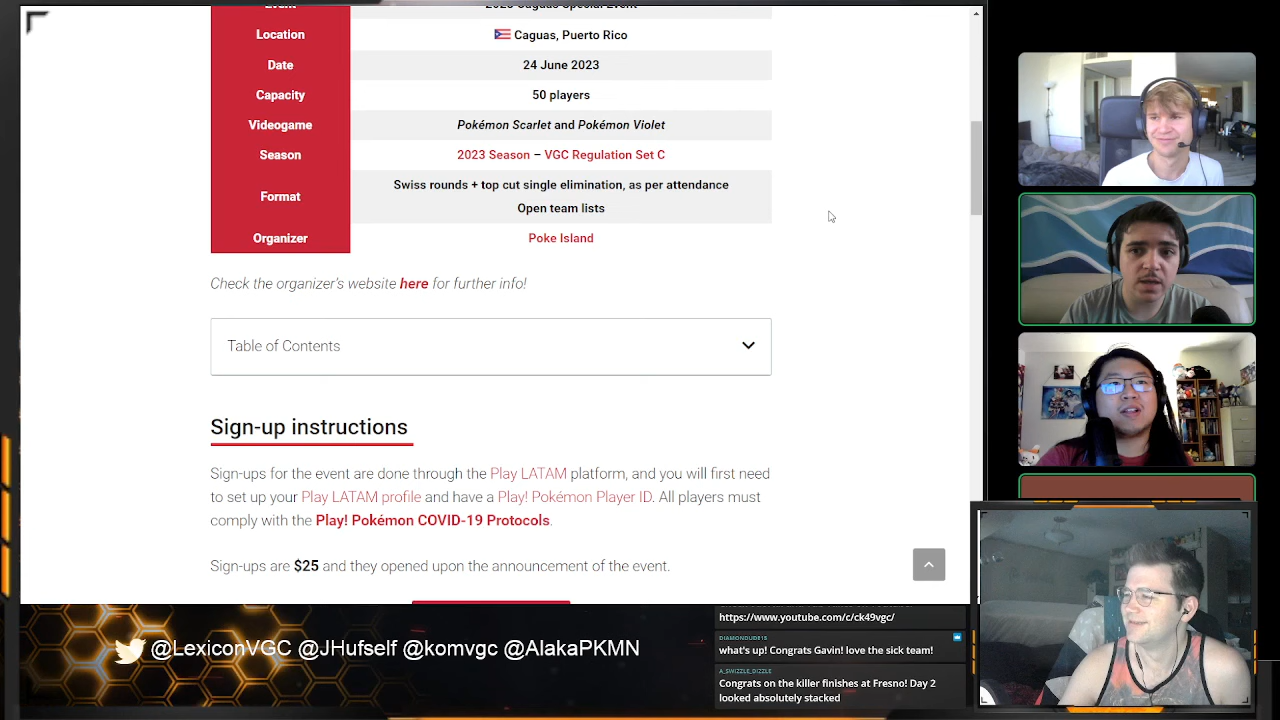 Event
2023 Caguas Special Event
Location
Caguas, Puerto Rico
Date
24 June 2023
Capacity
50 players
Videogame
Pokémon Scarlet and Pokémon Violet
Season
2023 Season – VGC Regulation Set C
Format
Swiss rounds + top cut single elimination, as per attendance
Open team lists
Organizer
Poke Island
Check the organizer's website here for further info!
Table of Contents
Sign-up instructions
Sign-ups for the event are done through the Play LATAM platform, and you will first need
to set up your Play LATAM profile and have a Play! Pokémon Player ID. All players must
comply with the Play! Pokémon COVID-19 Protocols.
Sign-ups are $25 and they opened upon the announcement of the event.
@LexiconVGC @JHufself @komvgc @AlakaPKMN
https://www.youtube.com/c/ck49vgc/
DIAMONDUDE15
what's up! Congrats Gavin! love the sick team!
A_SWIZZLE_DIZZLE
Congrats on the killer finishes at Fresno! Day 2
looked absolutely stacked